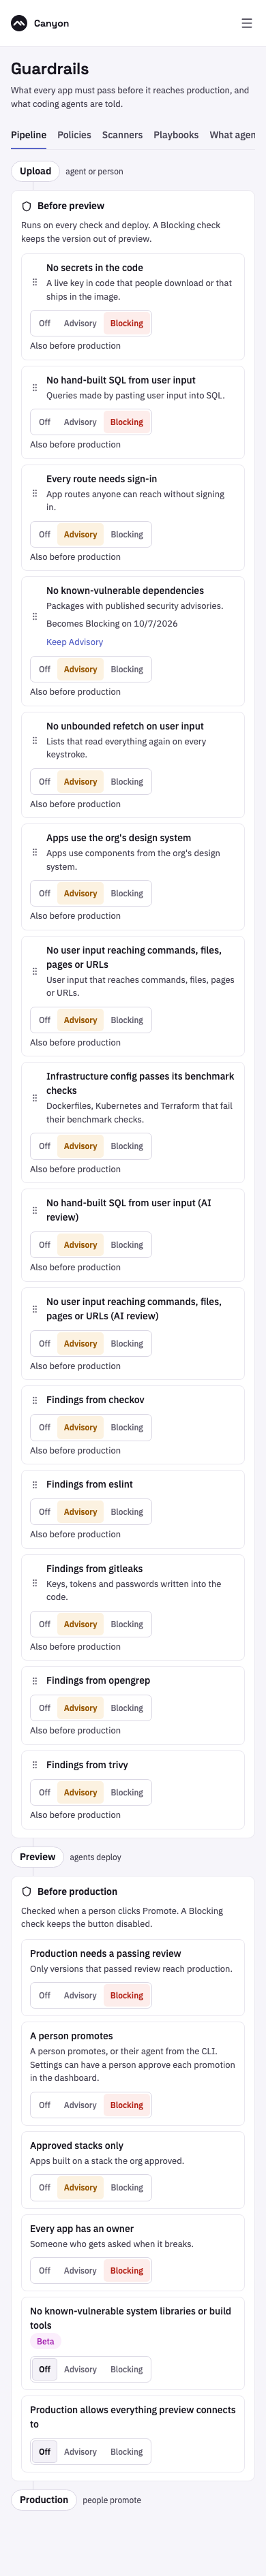 Canyon
Guardrails
What every app must pass before it reaches production, and
what coding agents are told.
Pipeline Policies Scanners Playbooks What agen
Upload agent or person
Before preview
Runs on every check and deploy. A Blocking check
keeps the version out of preview.
No secrets in the code
A live key in code that people download or that
ships in the image.
Off Advisory Blocking
Also before production
No hand-built SQL from user input
Queries made by pasting user input into SQL.
Off Advisory Blocking
Also before production
Every route needs sign-in
App routes anyone can reach without signing
in.
Off Advisory Blocking
Also before production
No known-vulnerable dependencies
Packages with published security advisories.
Becomes Blocking on 10/7/2026
Keep Advisory
Off Advisory Blocking
Also before production
No unbounded refetch on user input
Lists that read everything again on every
keystroke.
Off Advisory Blocking
Also before production
Apps use the org's design system
Apps use components from the org's design
system.
Off Advisory Blocking
Also before production
No user input reaching commands, files,
pages or URLs
User input that reaches commands, files, pages
or URLs.
Off Advisory Blocking
Also before production
Infrastructure config passes its benchmark
checks
Dockerfiles, Kubernetes and Terraform that fail
their benchmark checks.
Off Advisory Blocking
Also before production
No hand-built SQL from user input (AI
review)
Off Advisory Blocking
Also before production
No user input reaching commands, files,
pages or URLs (AI review)
Off Advisory Blocking
Also before production
Findings from checkov
Off Advisory Blocking
Also before production
Findings from eslint
Off Advisory Blocking
Also before production
Findings from gitleaks
Keys, tokens and passwords written into the
code.
Off Advisory Blocking
Also before production
Findings from opengrep
Off Advisory Blocking
Also before production
Findings from trivy
Off Advisory Blocking
Also before production
Preview agents deploy
Before production
Checked when a person clicks Promote. A Blocking
check keeps the button disabled.
Production needs a passing review
Only versions that passed review reach production.
Off Advisory Blocking
A person promotes
A person promotes, or their agent from the CLI.
Settings can have a person approve each promotion
in the dashboard.
Off Advisory Blocking
Approved stacks only
Apps built on a stack the org approved.
Off Advisory Blocking
Every app has an owner
Someone who gets asked when it breaks.
Off Advisory Blocking
No known-vulnerable system libraries or build
tools
Beta
Off Advisory Blocking
Production allows everything preview connects
to
Off Advisory Blocking
Production people promote